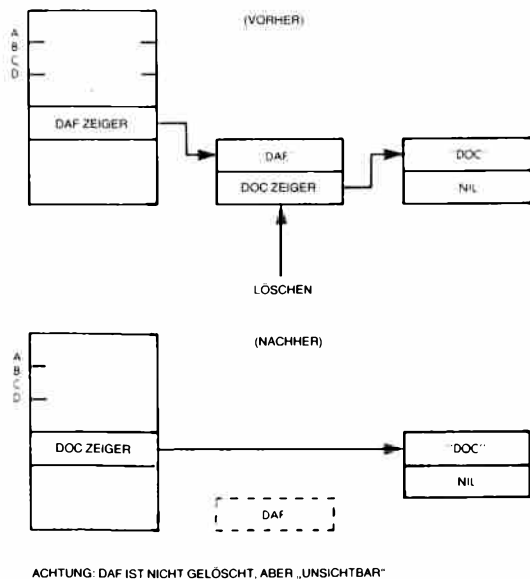 (VORHER)
A
B
C
D
DAF ZEIGER
"DAF"
DOC ZEIGER
"DOC"
NIL
LÖSCHEN
(NACHHER)
A
B
C
D
DOC ZEIGER
"DOC"
NIL
DAF
ACHTUNG: DAF IST NICHT GELÖSCHT, ABER „UNSICHTBAR"